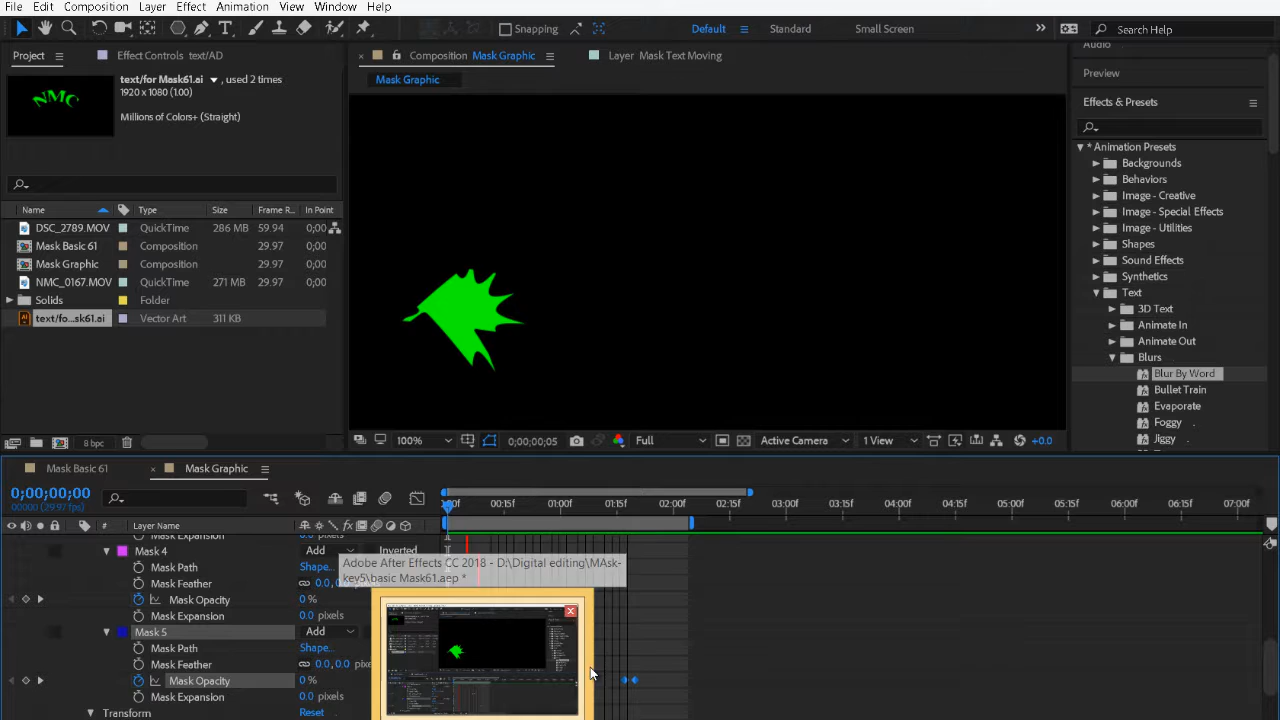 File Edit Composition Layer Effect Animation View Window Help
Snapping Default Standard Small Screen Search Help
Project Effect Controls text/AD
Composition Mask Graphic Layer Mask Text Moving
Audio
text/for Mask61.ai , used 2 times
1920 x 1080 (1.00)
Millions of Colors+ (Straight)
NMC
Mask Graphic
Preview
Effects & Presets
* Animation Presets
Backgrounds
Behaviors
Image - Creative
Image - Special Effects
Image - Utilities
Shapes
Sound Effects
Synthetics
Text
3D Text
Animate In
Animate Out
Blurs
Blur By Word
Bullet Train
Evaporate
Foggy
Jiggy
Name Type Size Frame R... In Point
DSC_2789.MOV QuickTime 286 MB 59.94 0;00
Mask Basic 61 Composition 29.97 0;00
Mask Graphic Composition 29.97 0;00
NMC_0167.MOV QuickTime 271 MB 29.97 0;00
Solids Folder
text/fo...sk61.ai Vector Art 311 KB
8 bpc
100% 0;00;00;05 Full Active Camera 1 View +0.0
Mask Basic 61 Mask Graphic
0;00;00;00
00000 (29.97 fps)
00f 00:15f 01:00f 01:15f 02:00f 02:15f 03:00f 03:15f 04:00f 04:15f 05:00f 05:15f 06:00f 06:15f 07:00f
# Layer Name
Mask Expansion 0.0 pixels
Mask 4 Add Inverted
Mask Path Shape...
Mask Feather 0.0,
Mask Opacity 0 %
Mask Expansion 0.0 pixels
Mask 5 Add
Mask Path Shape...
Mask Feather 0.0, 0.0 pixe
Mask Opacity 0 %
Mask Expansion 0.0 pixels
Transform Reset
Adobe After Effects CC 2018 - D:\Digital editing\MAsk-
key5\basic Mask61.aep *